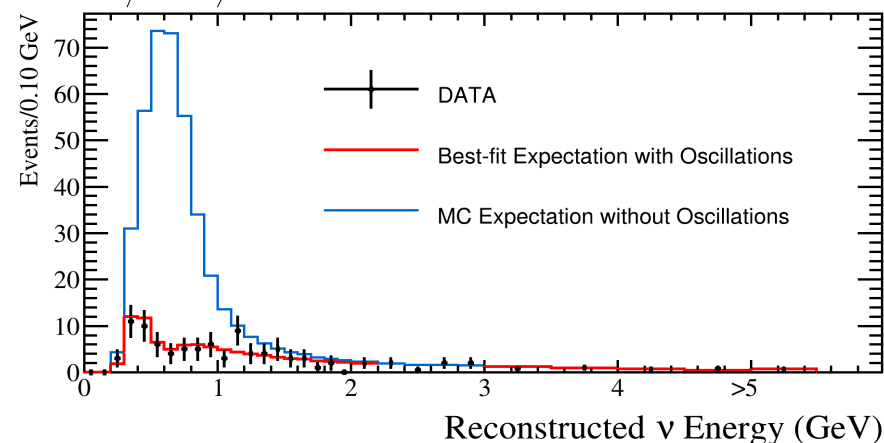 Events/0.10 GeV
70
60
50
40
30
20
10
0
DATA
Best-fit Expectation with Oscillations
MC Expectation without Oscillations
0 1 2 3 4 >5
Reconstructed ν Energy (GeV)